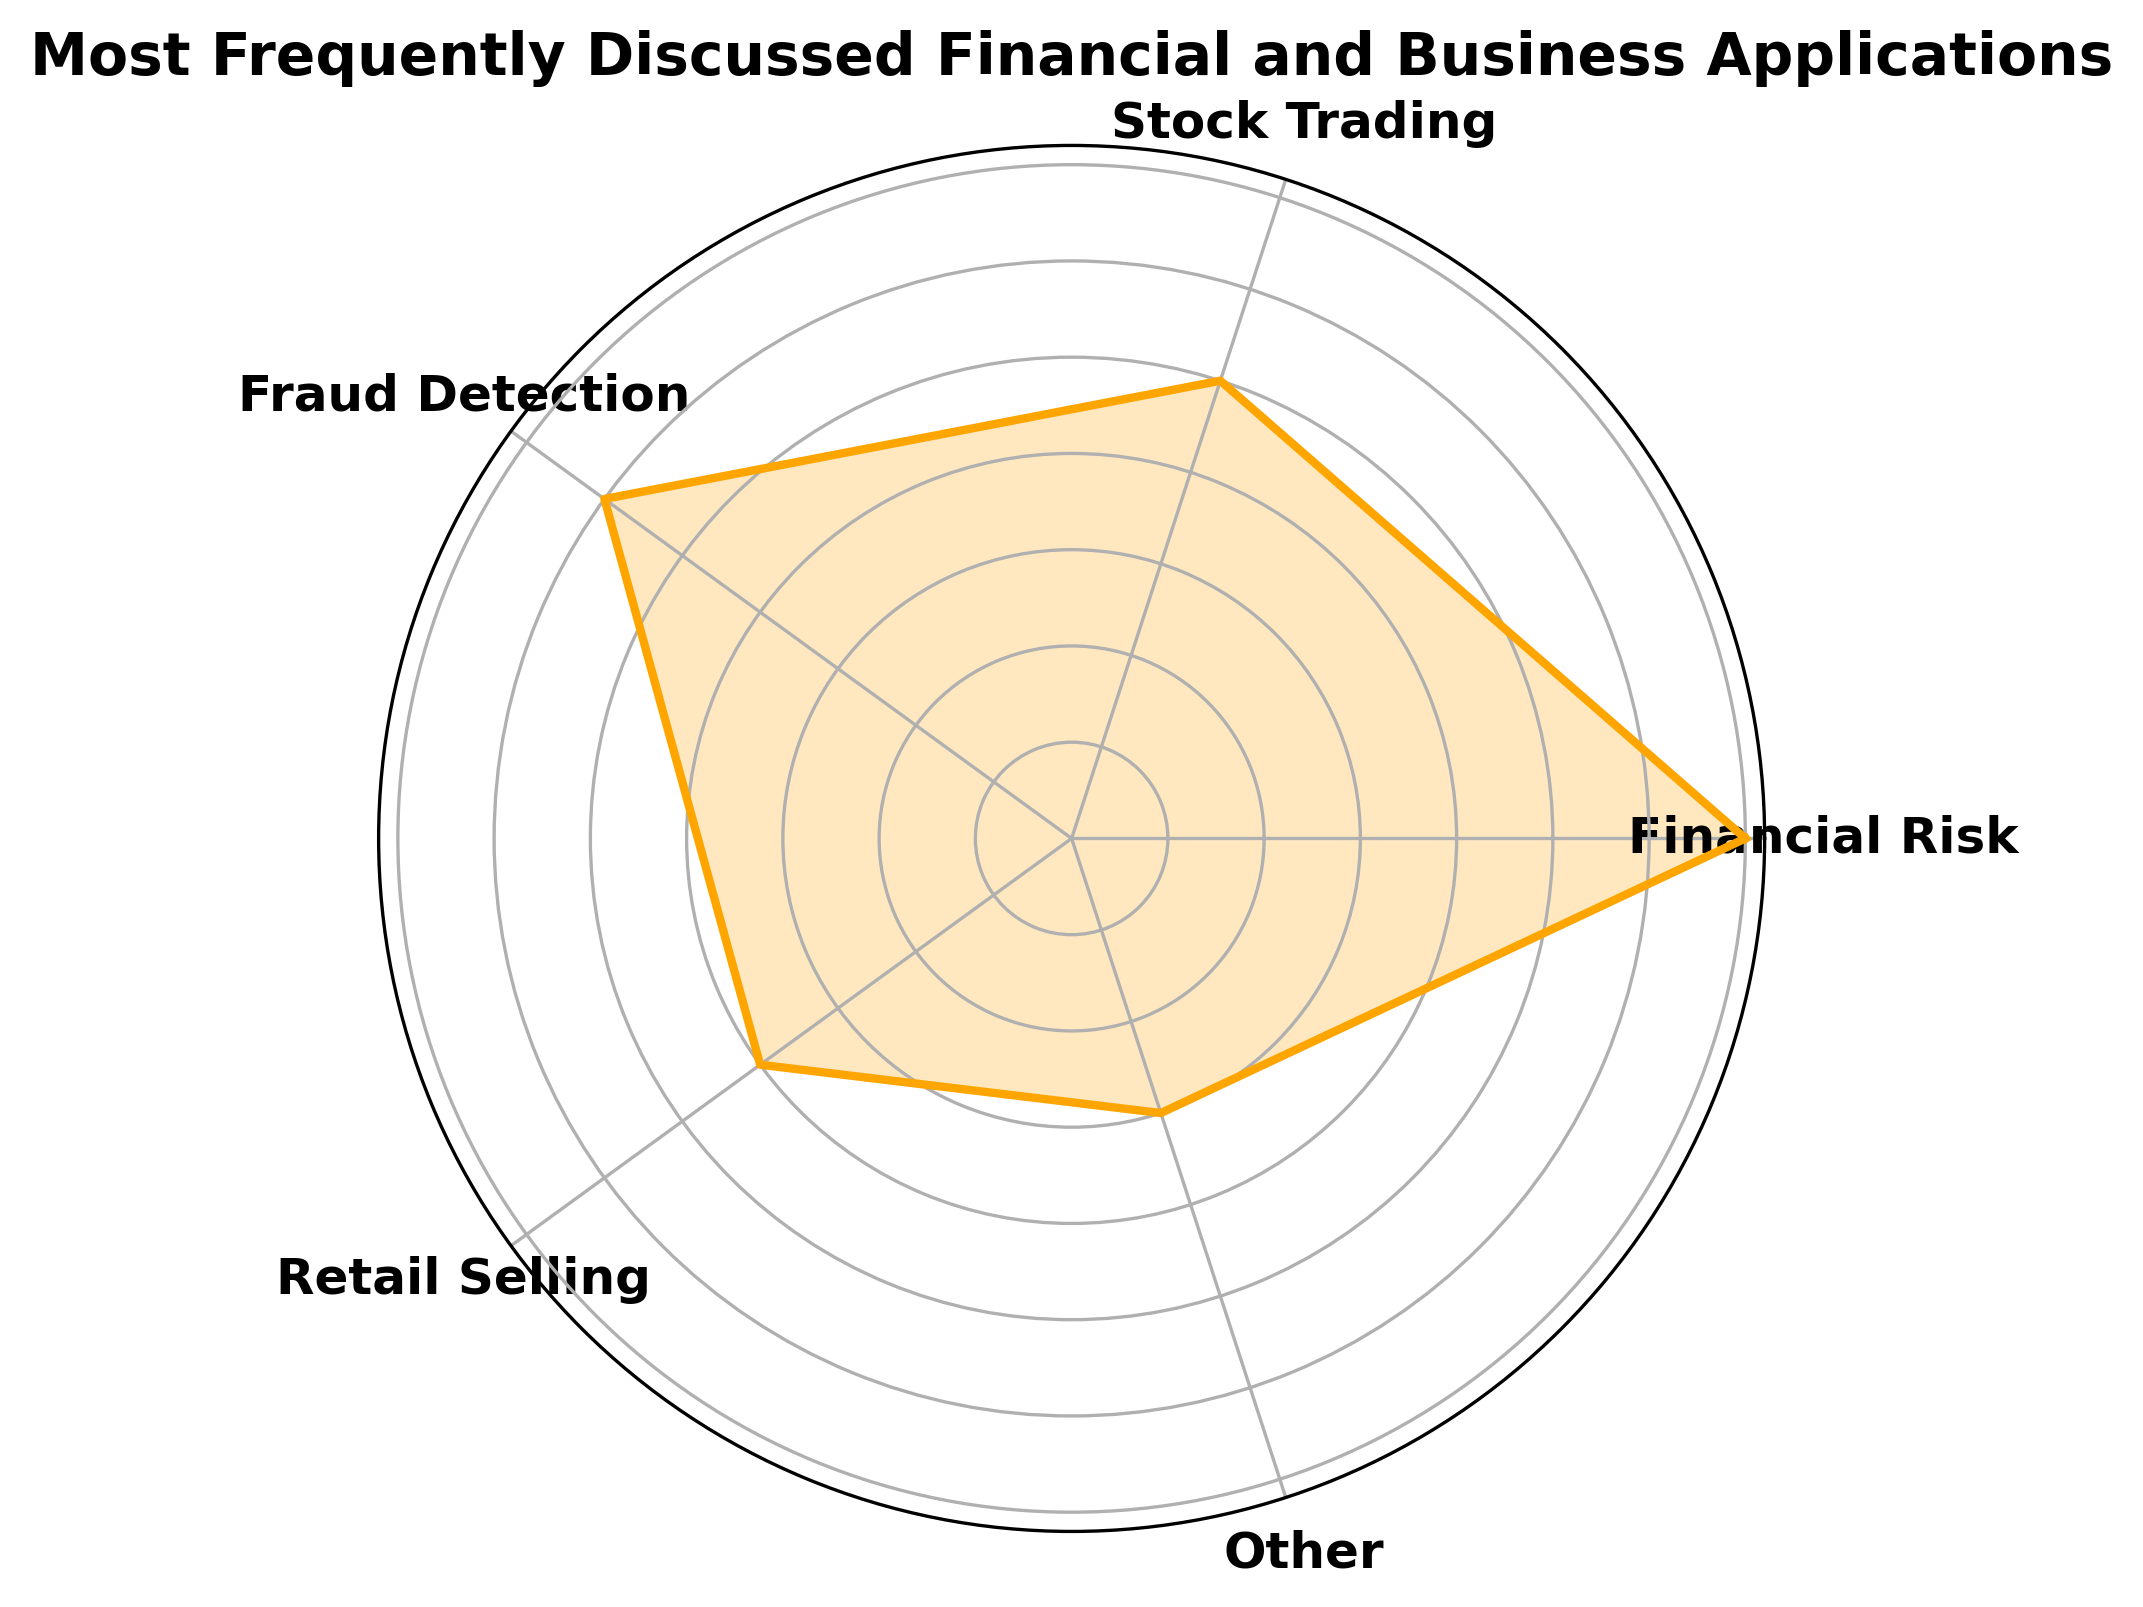 Most Frequently Discussed Financial and Business Applications
Stock Trading
Fraud Detection
Financial Risk
Retail Selling
Other